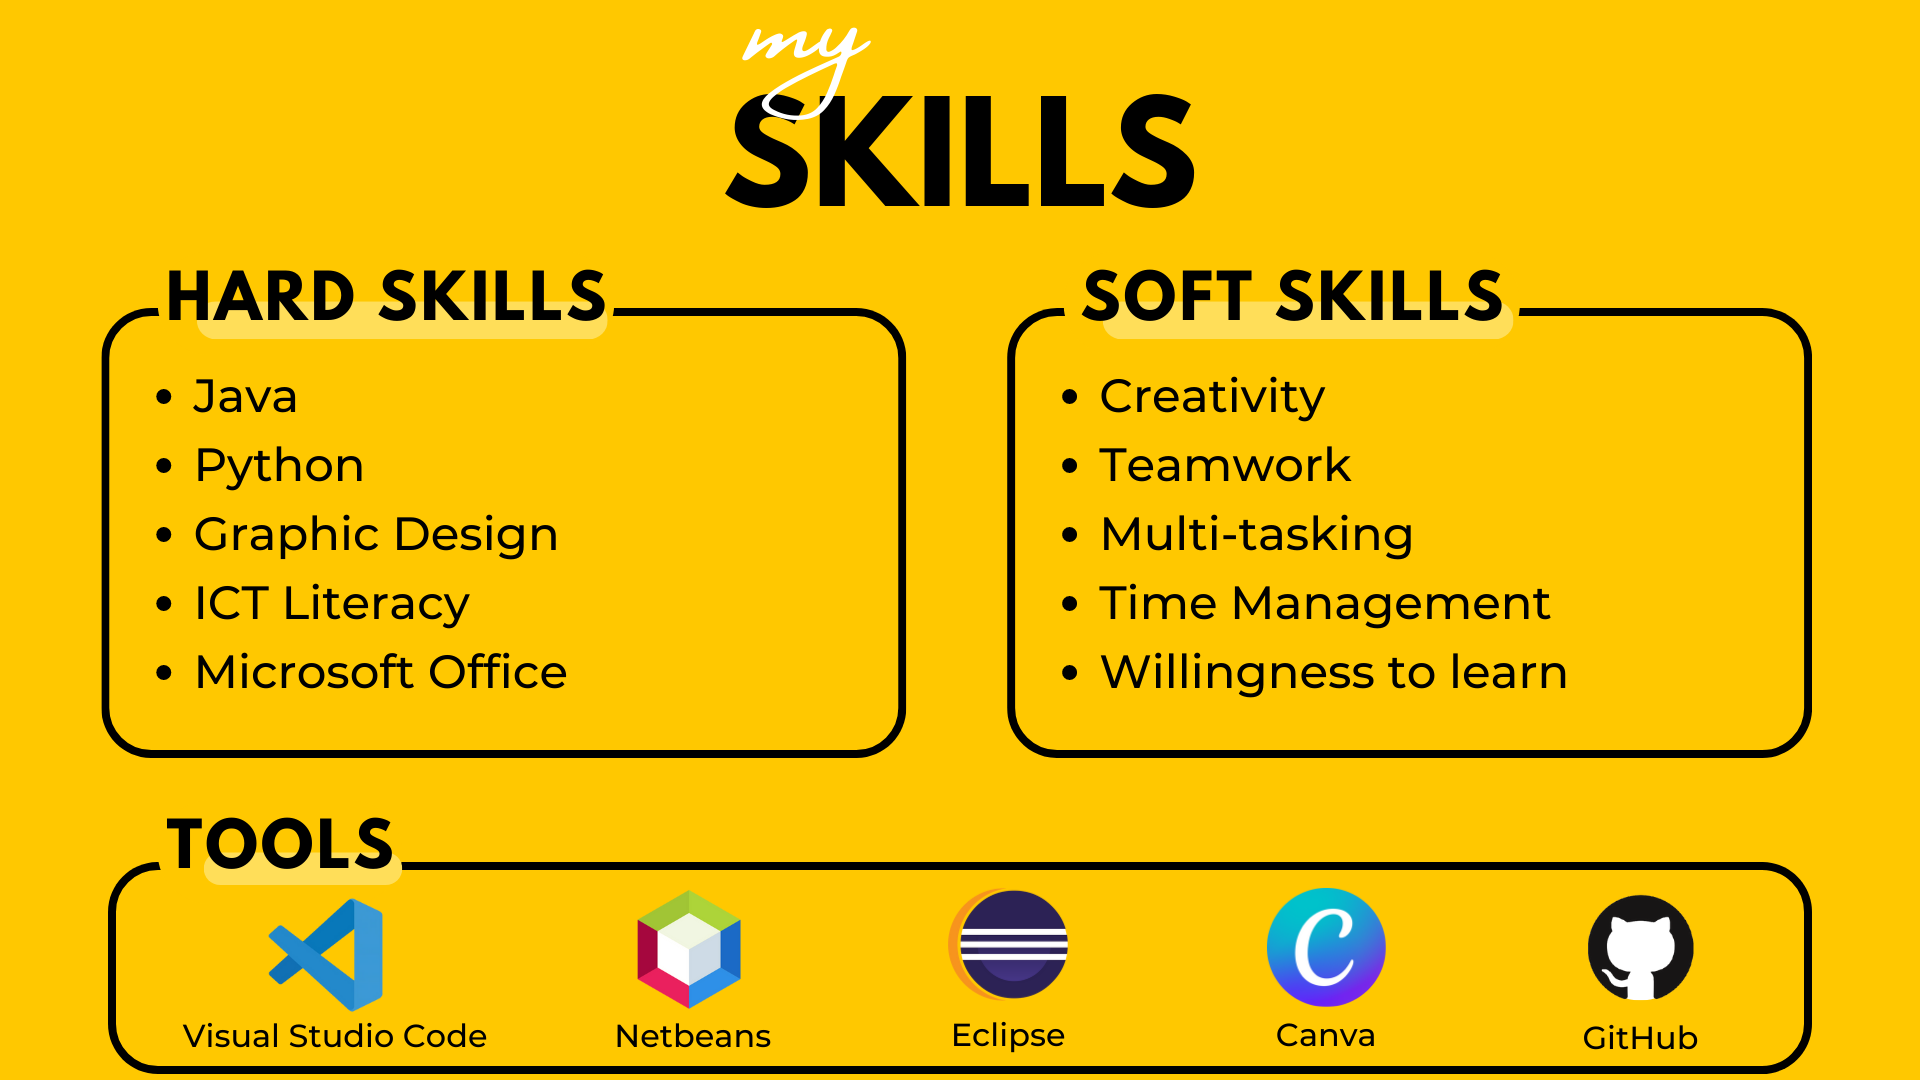 my
SKILLS
HARD SKILLS
• Java
• Python
• Graphic Design
• ICT Literacy
• Microsoft Office
SOFT SKILLS
• Creativity
• Teamwork
• Multi-tasking
• Time Management
• Willingness to learn
TOOLS
C
Visual Studio Code
Netbeans
Eclipse
Canva
GitHub